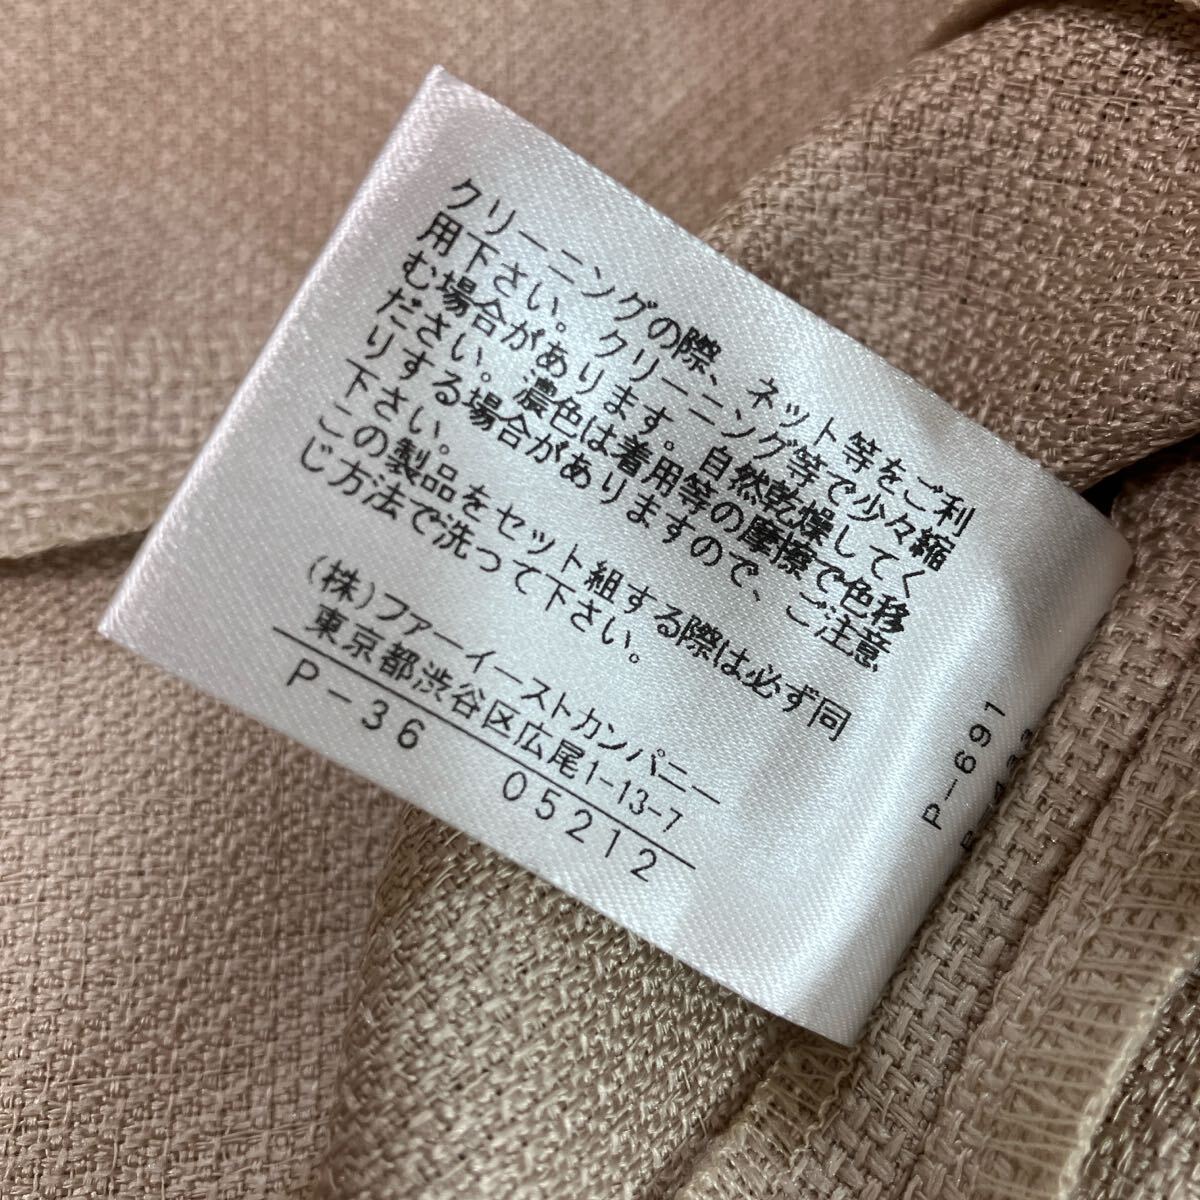 クリーニングの際、ネット等をご利
用下さい。クリーニング等で少々縮
む場合があります。自然乾燥してく
ださい。濃色は着用等の摩擦で色移
りする場合がありますので、ご注意
下さい。
この製品をセット組する際は必ず同
じ方法で洗って下さい。
(株)ファーイーストカンパニー
東京都渋谷区広尾1-13-7
P-36 05212
P-691